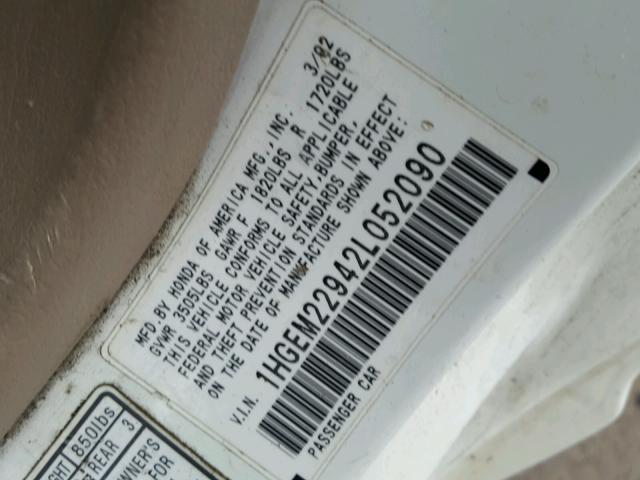 MFD BY HONDA OF AMERICA MFG., INC. 3/02
GVWR 3505LBS GAWR F 1820LBS R 1720LBS
THIS VEHICLE CONFORMS TO ALL APPLICABLE
FEDERAL MOTOR VEHICLE SAFETY, BUMPER,
AND THEFT PREVENTION STANDARDS IN EFFECT
ON THE DATE OF MANUFACTURE SHOWN ABOVE:
V.I.N. 1HGEM22942L052090
PASSENGER CAR
850lbs
REAR 3
FOR